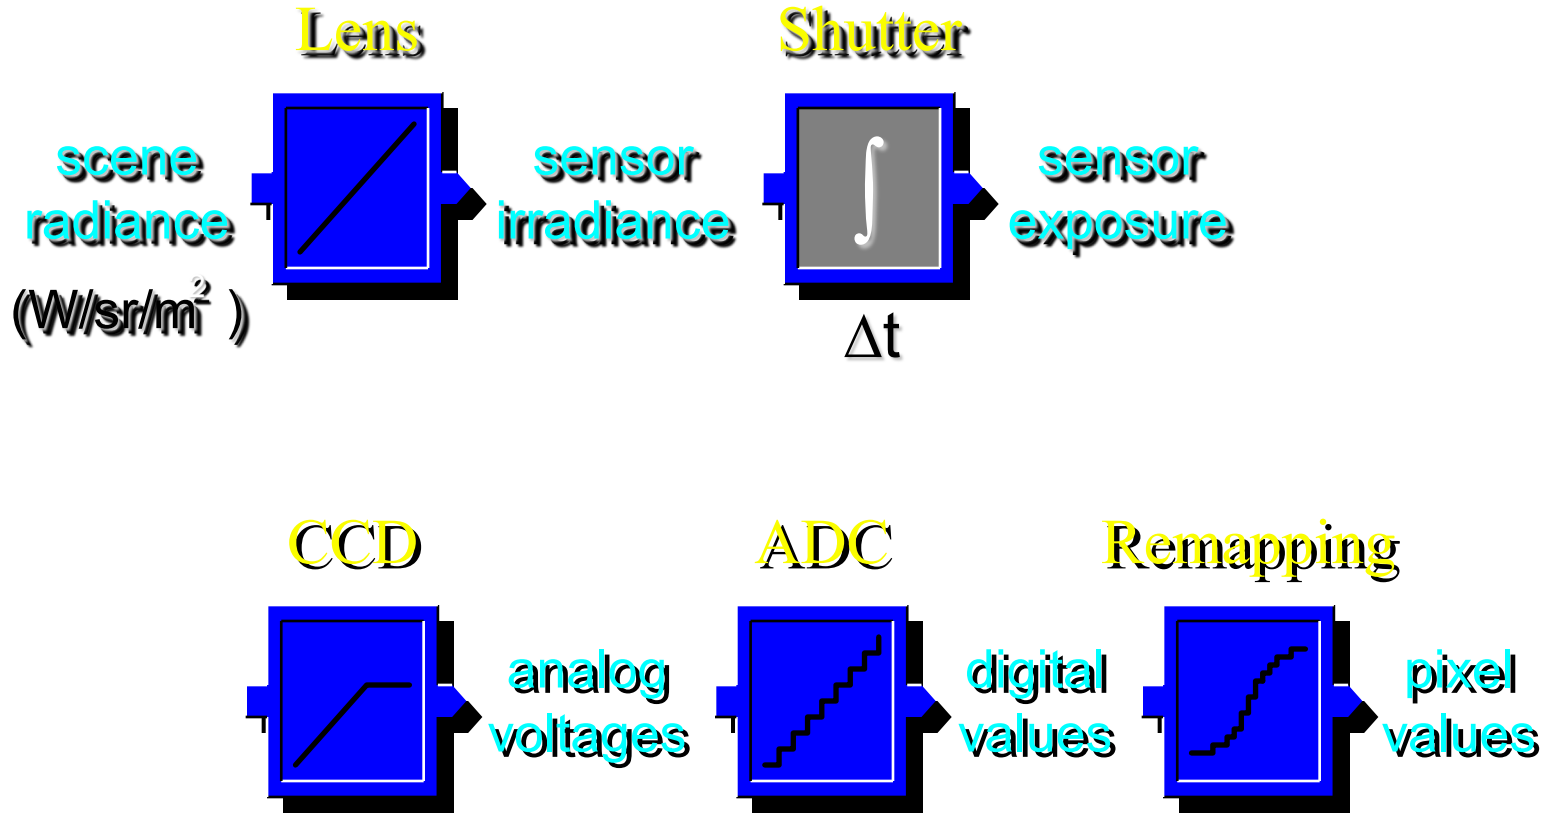 Lens
Shutter
scene
radiance
(W/sr/m² )
sensor
irradiance
∫
Δt
sensor
exposure
CCD
ADC
Remapping
analog
voltages
digital
values
pixel
values